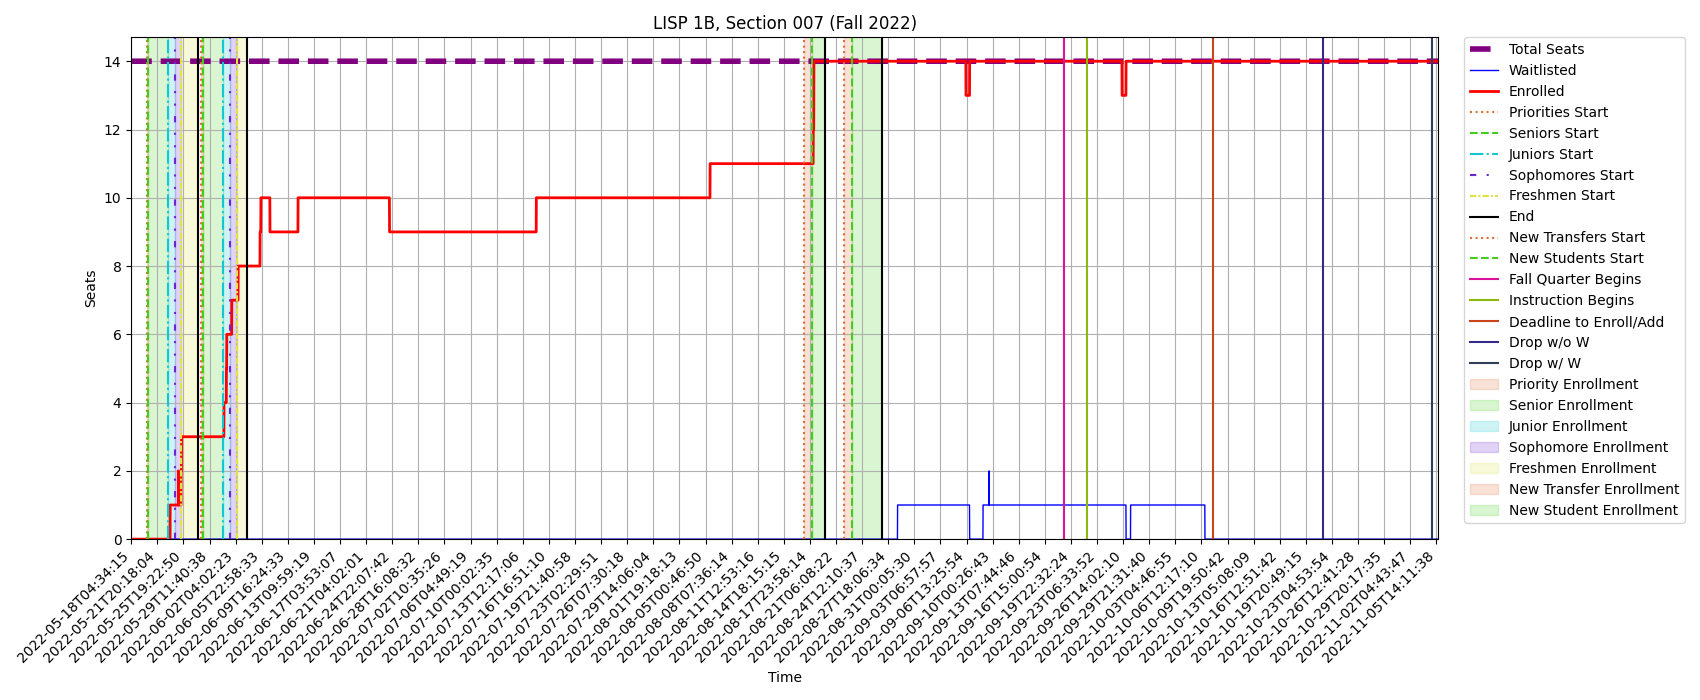 LISP 1B, Section 007 (Fall 2022)
Seats
14
12
10
8
6
4
2
0
2022-05-18T04:34:15
2022-05-21T20:18:04
2022-05-25T19:22:50
2022-05-29T11:40:38
2022-06-02T04:02:23
2022-06-05T22:58:33
2022-06-09T16:24:33
2022-06-13T09:59:19
2022-06-17T03:53:07
2022-06-21T04:02:01
2022-06-24T22:07:42
2022-06-28T16:08:32
2022-07-02T10:35:26
2022-07-06T04:49:19
2022-07-10T00:02:35
2022-07-13T12:17:06
2022-07-16T16:51:10
2022-07-19T21:40:58
2022-07-23T02:29:51
2022-07-26T07:30:18
2022-07-29T14:06:04
2022-08-01T19:18:13
2022-08-05T00:46:50
2022-08-08T07:36:14
2022-08-11T12:53:16
2022-08-14T18:15:15
2022-08-17T23:58:14
2022-08-21T06:08:22
2022-08-24T12:10:37
2022-08-27T18:06:34
2022-08-31T00:05:30
2022-09-03T06:57:57
2022-09-06T13:25:54
2022-09-10T00:26:43
2022-09-13T07:44:46
2022-09-16T15:00:54
2022-09-19T22:32:24
2022-09-23T06:33:52
2022-09-26T14:02:10
2022-09-29T21:31:40
2022-10-03T04:46:55
2022-10-06T12:17:10
2022-10-09T19:50:42
2022-10-13T05:08:09
2022-10-16T12:51:42
2022-10-19T20:49:15
2022-10-23T04:53:54
2022-10-26T12:41:28
2022-10-29T20:17:35
2022-11-02T04:43:47
2022-11-05T14:11:38
Time
Total Seats
Waitlisted
Enrolled
Priorities Start
Seniors Start
Juniors Start
Sophomores Start
Freshmen Start
End
New Transfers Start
New Students Start
Fall Quarter Begins
Instruction Begins
Deadline to Enroll/Add
Drop w/o W
Drop w/ W
Priority Enrollment
Senior Enrollment
Junior Enrollment
Sophomore Enrollment
Freshmen Enrollment
New Transfer Enrollment
New Student Enrollment